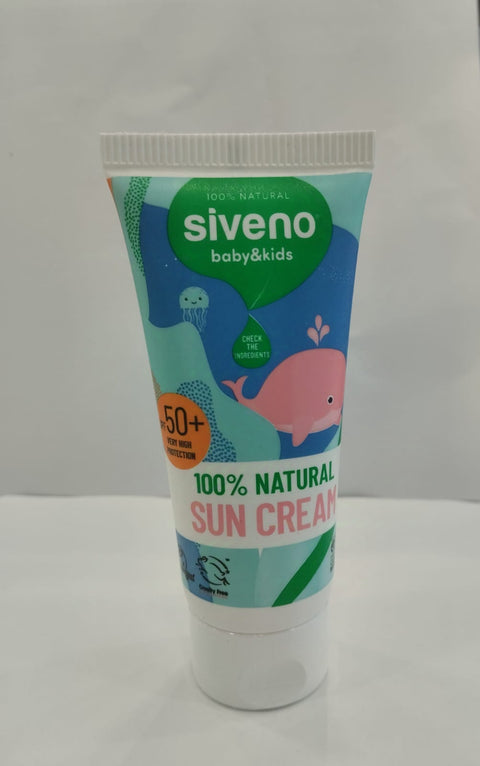 100% NATURAL
siveno
baby&kids
CHECK
THE
INGREDIENTS
50+
VERY HIGH
PROTECTION
100% NATURAL
SUN CREAM
Cruelty Free